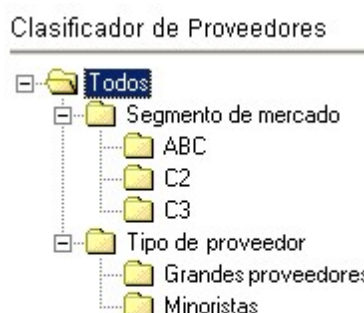 Clasificador de Proveedores
Todos
Segmento de mercado
ABC
C2
C3
Tipo de proveedor
Grandes proveedores
Minoristas